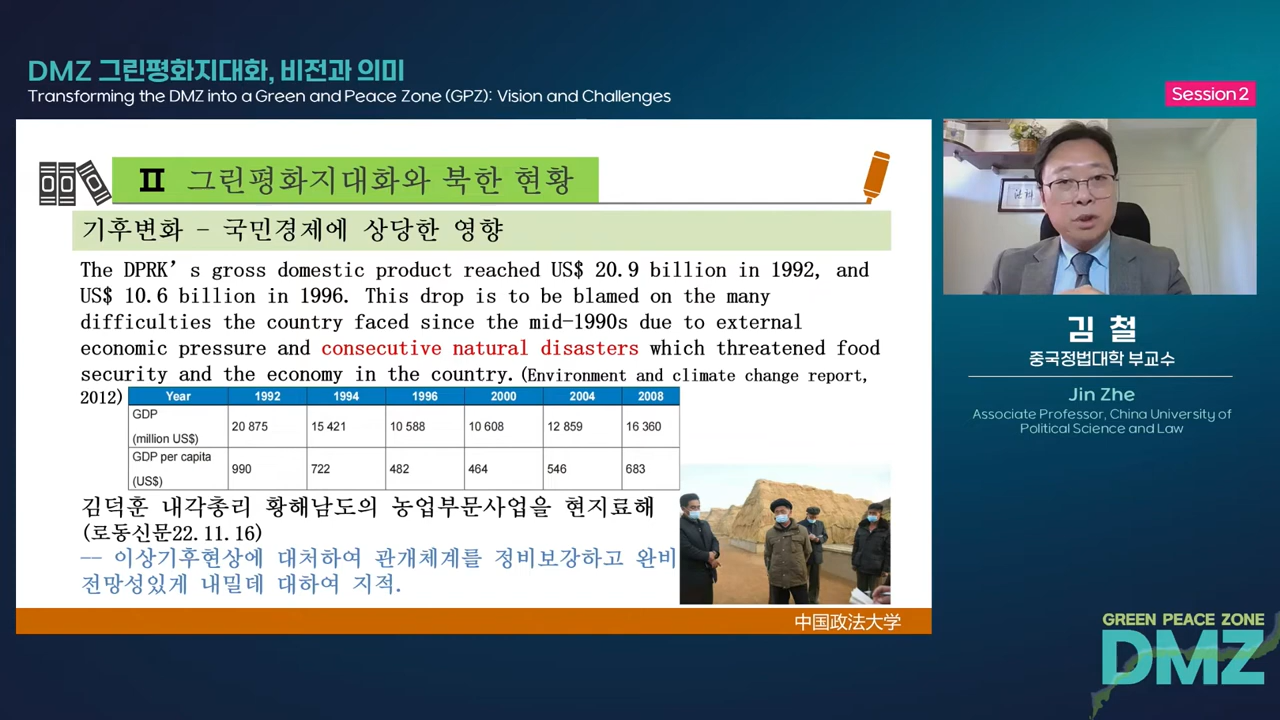 DMZ 그린평화지대화, 비전과 의미
Transforming the DMZ into a Green and Peace Zone (GPZ): Vision and Challenges
Session 2
Ⅱ 그린평화지대화와 북한 현황
기후변화 - 국민경제에 상당한 영향
The DPRK’s gross domestic product reached US$ 20.9 billion in 1992, and
US$ 10.6 billion in 1996. This drop is to be blamed on the many
difficulties the country faced since the mid-1990s due to external
economic pressure and consecutive natural disasters which threatened food
security and the economy in the country.(Environment and climate change report,
2012)
Year 1992 1994 1996 2000 2004 2008
GDP
(million US$) 20 875 15 421 10 588 10 608 12 859 16 360
GDP per capita
(US$) 990 722 482 464 546 683
김덕훈 내각총리 황해남도의 농업부문사업을 현지료해
(로동신문22.11.16)
-- 이상기후현상에 대처하여 관개체계를 정비보강하고 완비
전망성있게 내밀데 대하여 지적.
中国政法大学
김 철
중국정법대학 부교수
Jin Zhe
Associate Professor, China University of
Political Science and Law
GREEN PEACE ZONE
DMZ